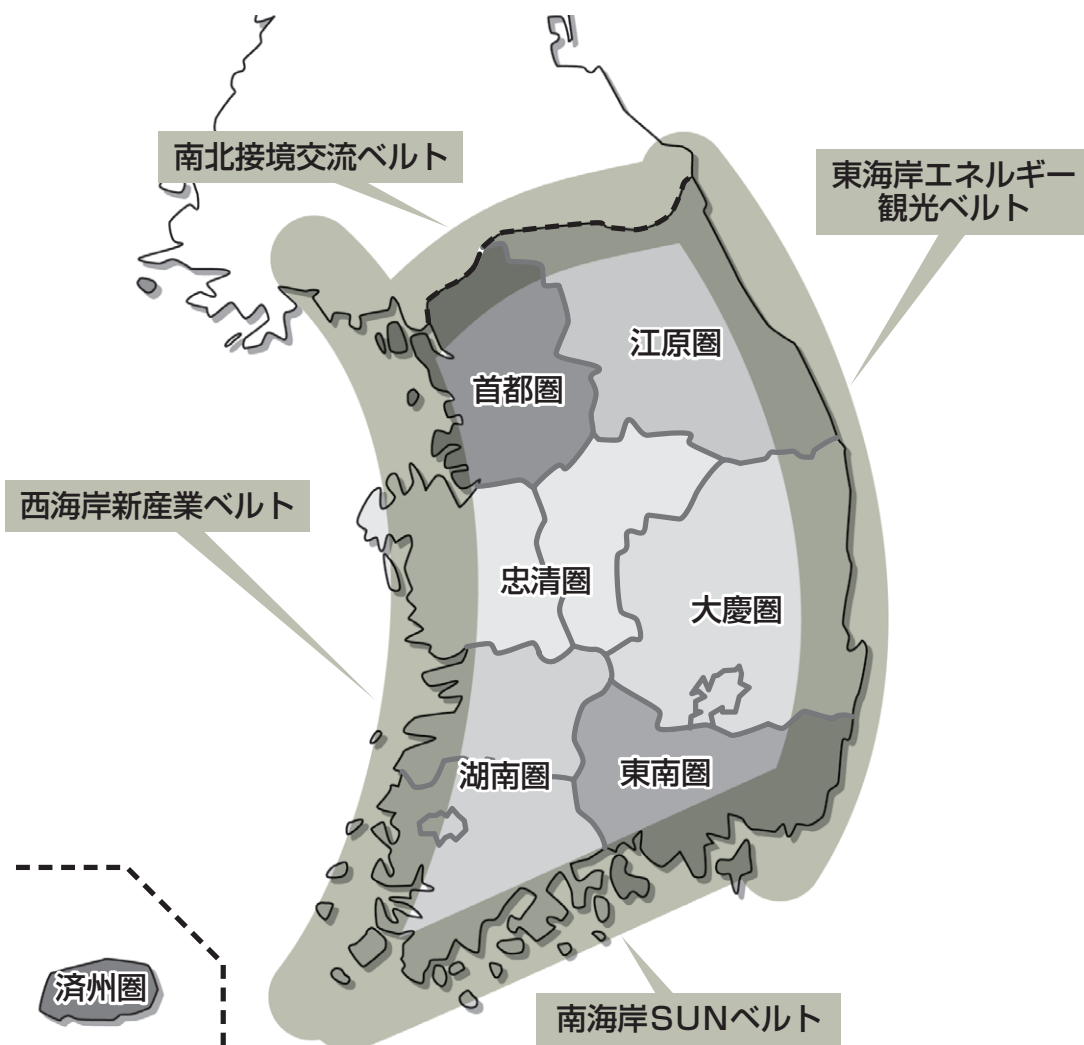 南北接境交流ベルト
東海岸エネルギー
観光ベルト
江原圏
首都圏
西海岸新産業ベルト
忠清圏
大慶圏
湖南圏
東南圏
済州圏
南海岸SUNベルト